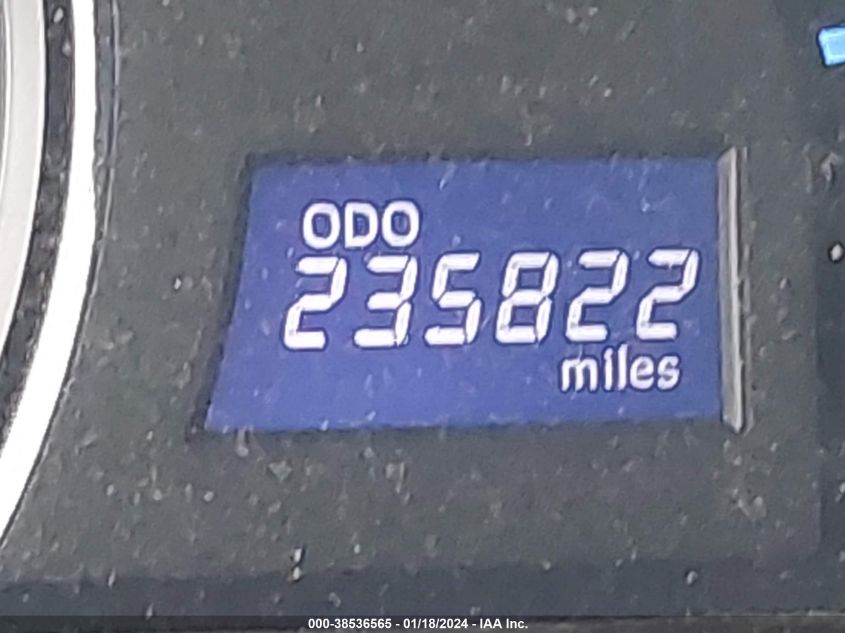 ODO
235822
miles
000-38536565 - 01/18/2024 - IAA Inc.